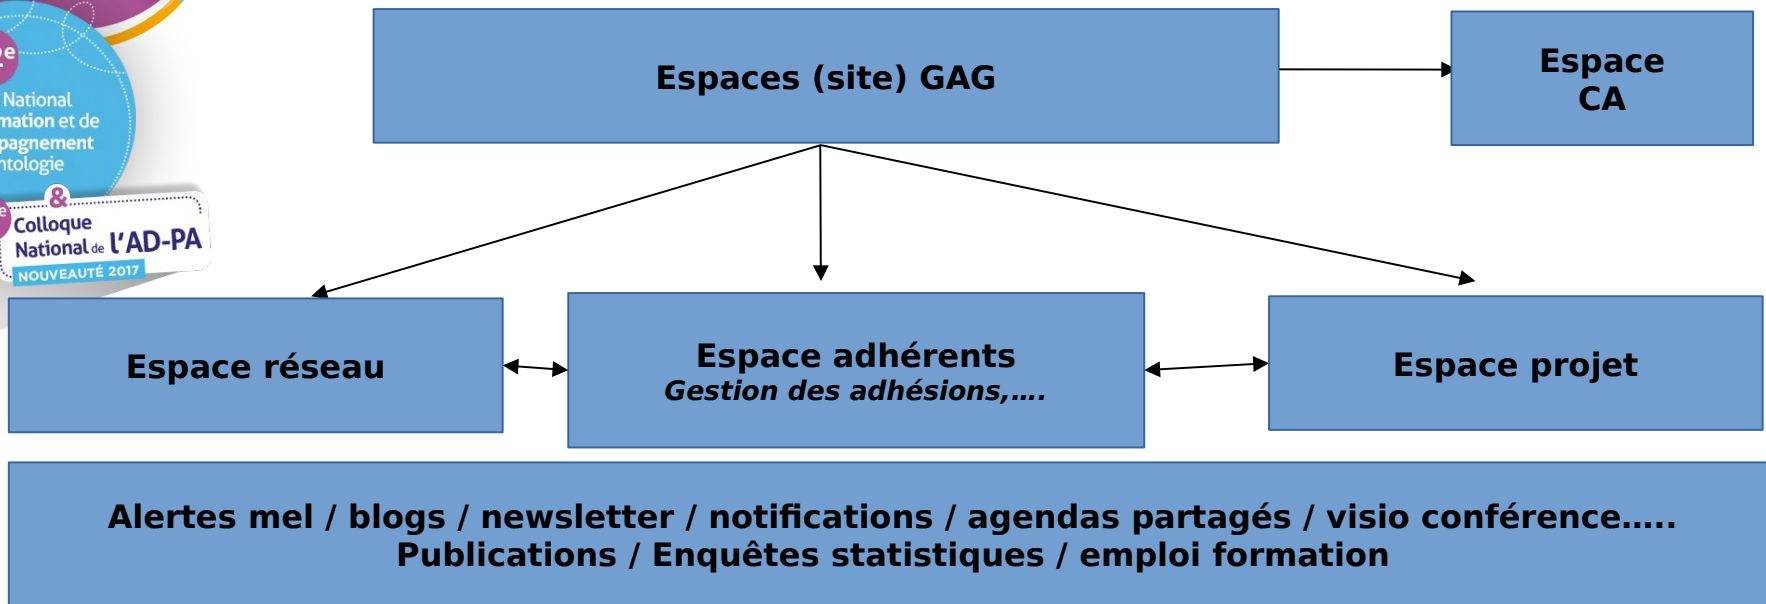 Espaces (site) GAG
Espace
CA
National
mation et de
pagnement
ntologie
&
Colloque
National de l'AD-PA
NOUVEAUTÉ 2017
Espace réseau
Espace adhérents
Gestion des adhésions,....
Espace projet
Alertes mel / blogs / newsletter / notifications / agendas partagés / visio conférence.....
Publications / Enquêtes statistiques / emploi formation